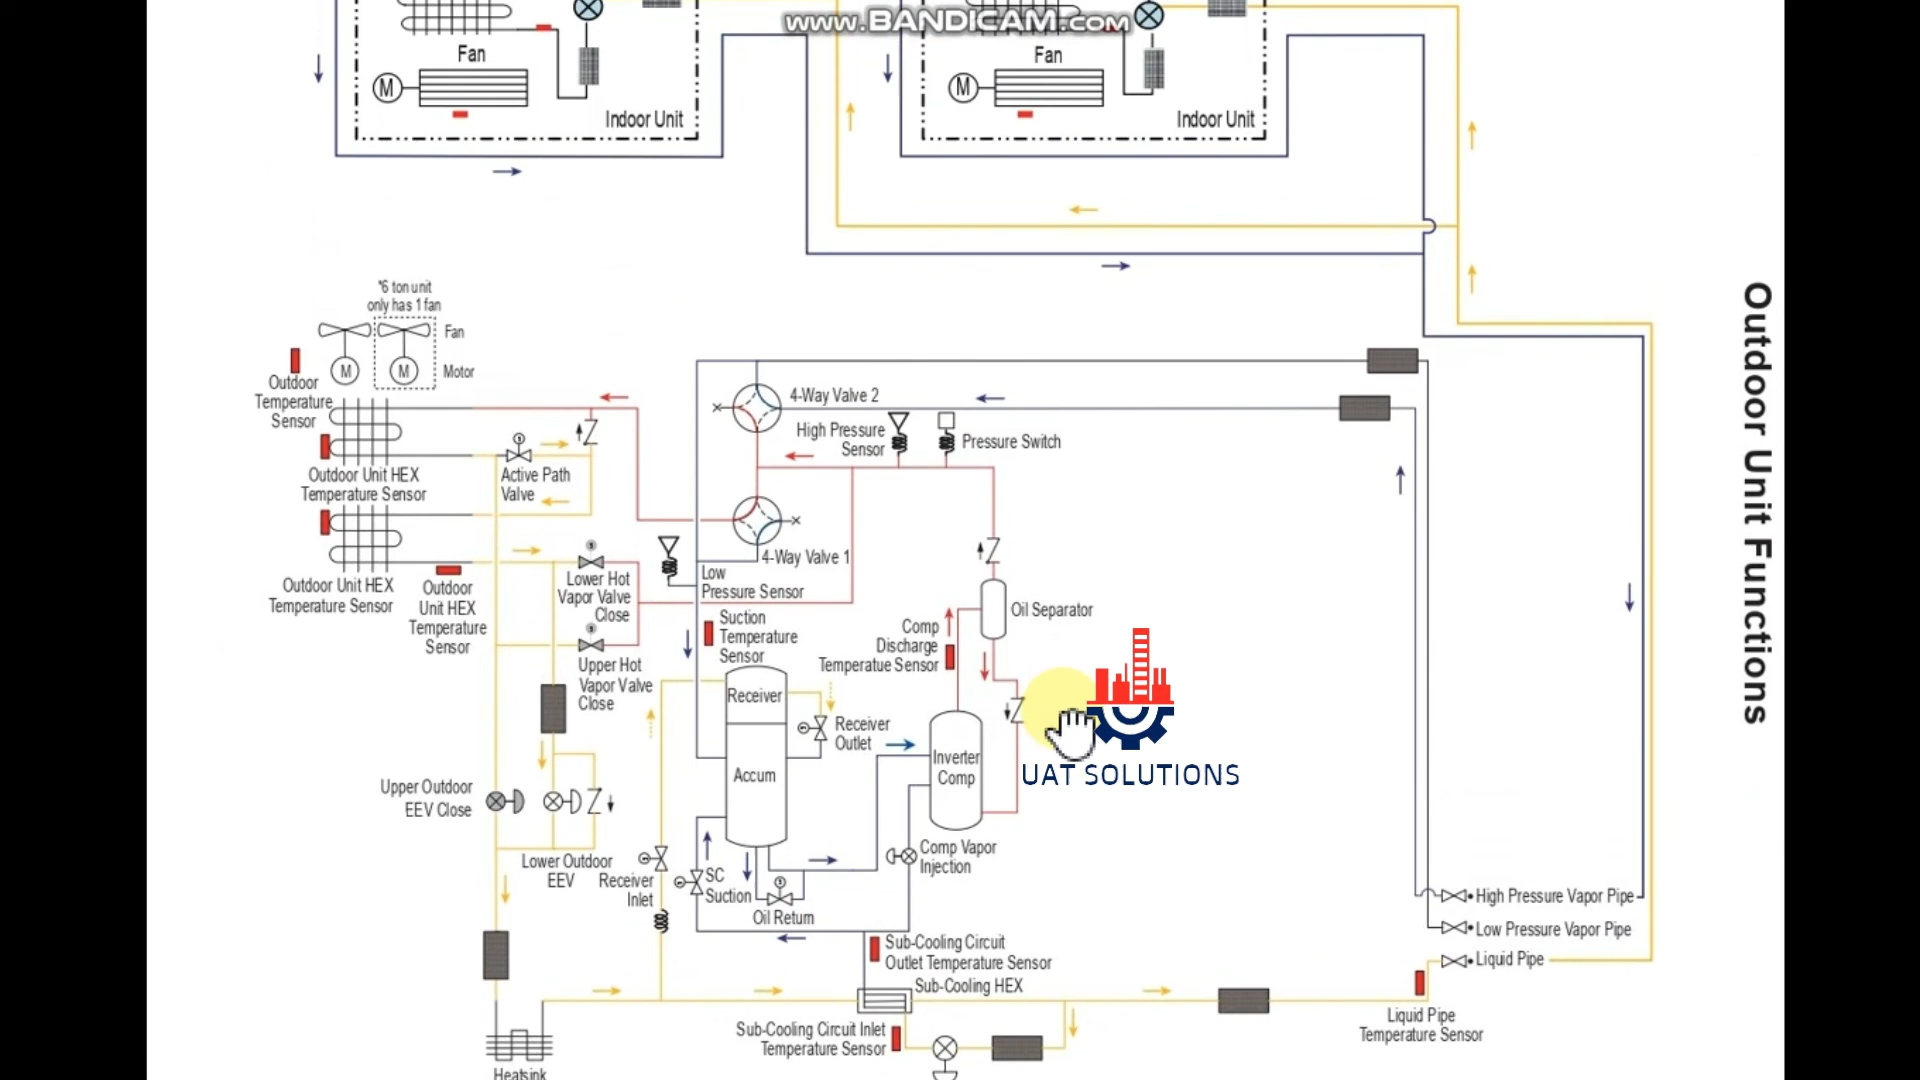 www.BANDICAM.com
Fan
M
Indoor Unit
Fan
M
Indoor Unit
Outdoor Unit Functions
*6 ton unit
only has 1 fan
Fan
M
M
Motor
Outdoor
Temperature
Sensor
4-Way Valve 2
High Pressure
Sensor
Pressure Switch
Outdoor Unit HEX
Temperature Sensor
Active Path
Valve
4-Way Valve 1
Low
Pressure Sensor
Outdoor Unit HEX
Temperature Sensor
Outdoor
Unit HEX
Temperature
Sensor
Lower Hot
Vapor Valve
Close
Suction
Temperature
Sensor
Oil Separator
Comp
Discharge
Temperatue Sensor
Upper Hot
Vapor Valve
Close
Receiver
Receiver
Outlet
Accum
Inverter
Comp
UAT SOLUTIONS
Upper Outdoor
EEV Close
Lower Outdoor
EEV
Receiver
Inlet
SC
Suction
Oil Return
Comp Vapor
Injection
High Pressure Vapor Pipe
Low Pressure Vapor Pipe
Liquid Pipe
Sub-Cooling Circuit
Outlet Temperature Sensor
Sub-Cooling HEX
Liquid Pipe
Temperature Sensor
Sub-Cooling Circuit Inlet
Temperature Sensor
Heatsink